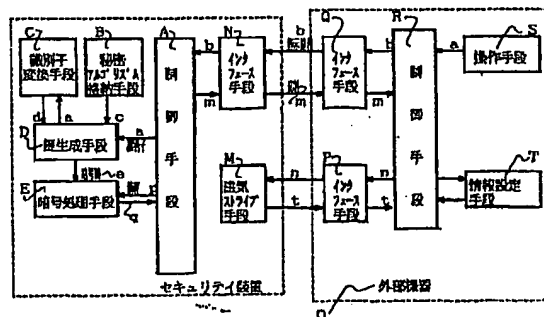 C
識別子
変換手段
B
秘密
アルゴリズム
格納手段
A
制御手段
N
インタ
フェース
手段
b
m
Q
インタ
フェース
手段
b
m
R
制御手段
S
操作手段
a
d
a
c
D
鍵生成手段
a
e
E
暗号処理手段
p
q
M
磁気
ストライプ
手段
n
t
P
インタ
フェース
手段
n
t
T
情報設定手段
セキュリティ装置
外部機器
O